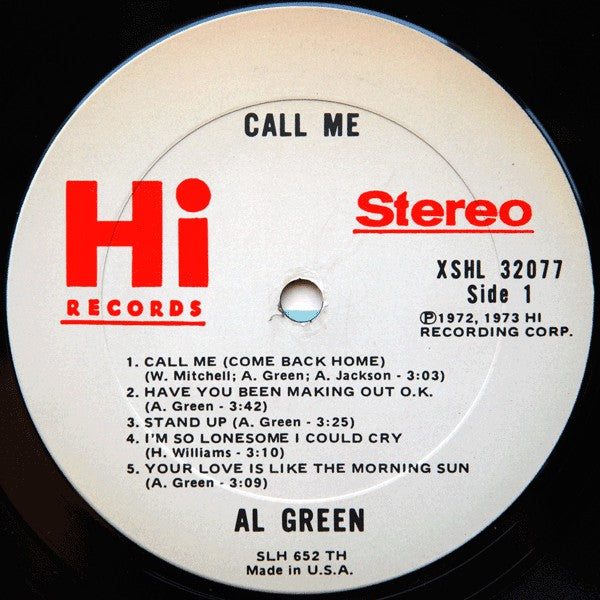 CALL ME
Hi
RECORDS
Stereo
XSHL 32077
Side 1
Ⓟ1972, 1973 HI
RECORDING CORP.
1. CALL ME (COME BACK HOME)
(W. Mitchell; A. Green; A. Jackson - 3:03)
2. HAVE YOU BEEN MAKING OUT O.K.
(A. Green - 3:42)
3. STAND UP (A. Green - 3:25)
4. I'M SO LONESOME I COULD CRY
(H. Williams - 3:10)
5. YOUR LOVE IS LIKE THE MORNING SUN
(A. Green - 3:09)
AL GREEN
SLH 652 TH
Made in U.S.A.